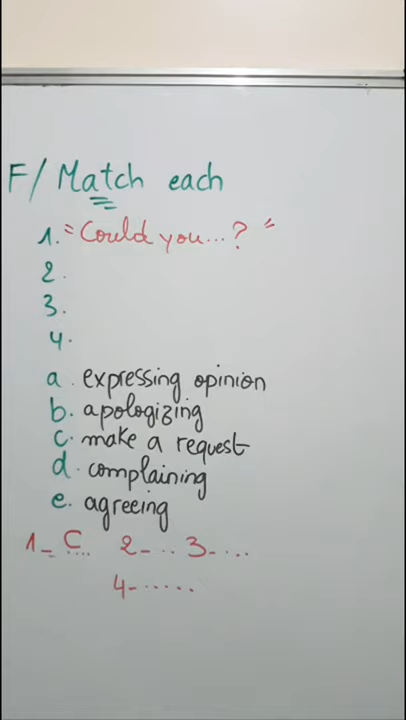 F/ Match each
1. "Could you...?"
2.
3.
4.
a. expressing opinion
b. apologizing
c. make a request
d. complaining
e. agreeing
1- C.... 2-... 3-....
4-......